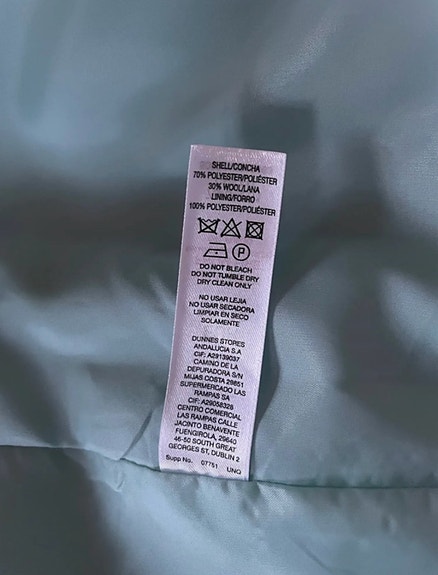 SHELL/CONCHA
70% POLYESTER/POLIÉSTER
30% WOOL/LANA
LINING/FORRO
100% POLYESTER/POLIÉSTER
P
DO NOT BLEACH
DO NOT TUMBLE DRY
DRY CLEAN ONLY
NO USAR LEJIA
NO USAR SECADORA
LIMPIAR EN SECO
SOLAMENTE
DUNNES STORES
ANDALUCIA S.A
CIF: A29139037
CAMINO DE LA
DEPURADORA S/N
MIJAS COSTA 29651
SUPERMERCADO LAS
RAMPAS SA
CIF: A29058328
CENTRO COMERCIAL
LAS RAMPAS CALLE
JACINTO BENAVENTE
FUENGIROLA, 29640
46-50 SOUTH GREAT
GEORGES ST, DUBLIN 2
Supp No. 07751 UNQ